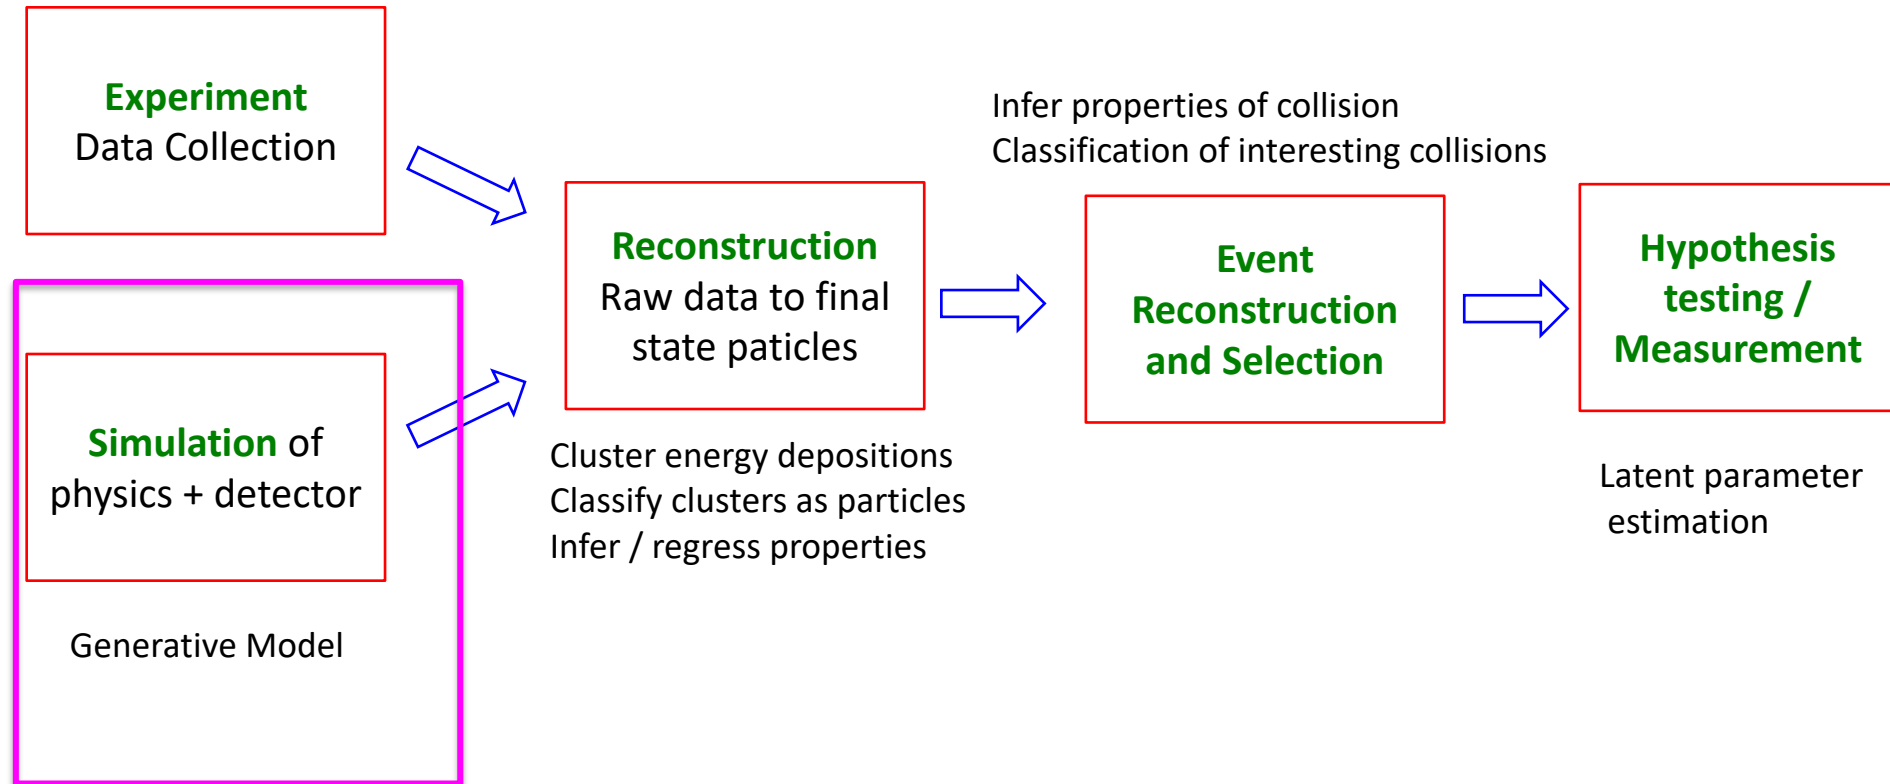 Experiment
Data Collection
Simulation of
physics + detector
Generative Model
Reconstruction
Raw data to final
state paticles
Cluster energy depositions
Classify clusters as particles
Infer / regress properties
Infer properties of collision
Classification of interesting collisions
Event
Reconstruction
and Selection
Hypothesis
testing /
Measurement
Latent parameter
estimation